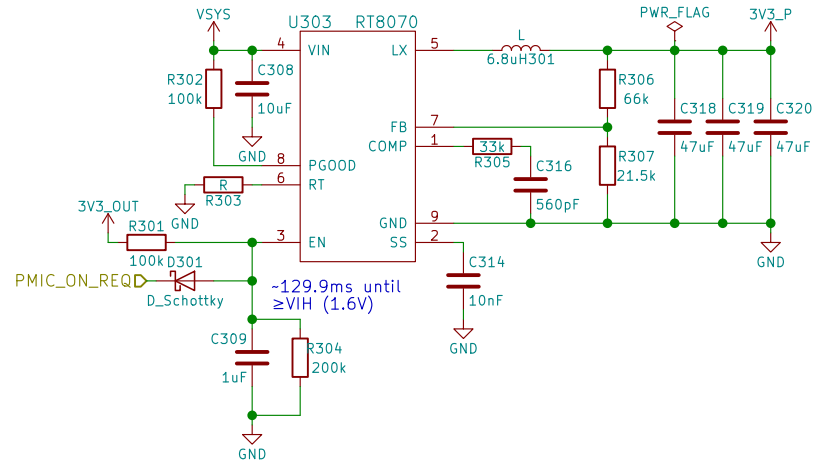 VSYS
U303 RT8070
PWR_FLAG
3V3_P
4 VIN
LX 5
L
6.8uH301
R302
100k
C308
10uF
GND
R306
66k
C318
47uF
C319
47uF
C320
47uF
FB 7
COMP 1
33k
R305
8 PGOOD
6 RT
R
R303
GND
C316
560pF
R307
21.5k
3V3_OUT
R301
100k
GND 9
3 EN
SS 2
GND
D301
PMIC_ON_REQ
D_Schottky
~129.9ms until
≥VIH (1.6V)
C314
10nF
GND
C309
1uF
R304
200k
GND